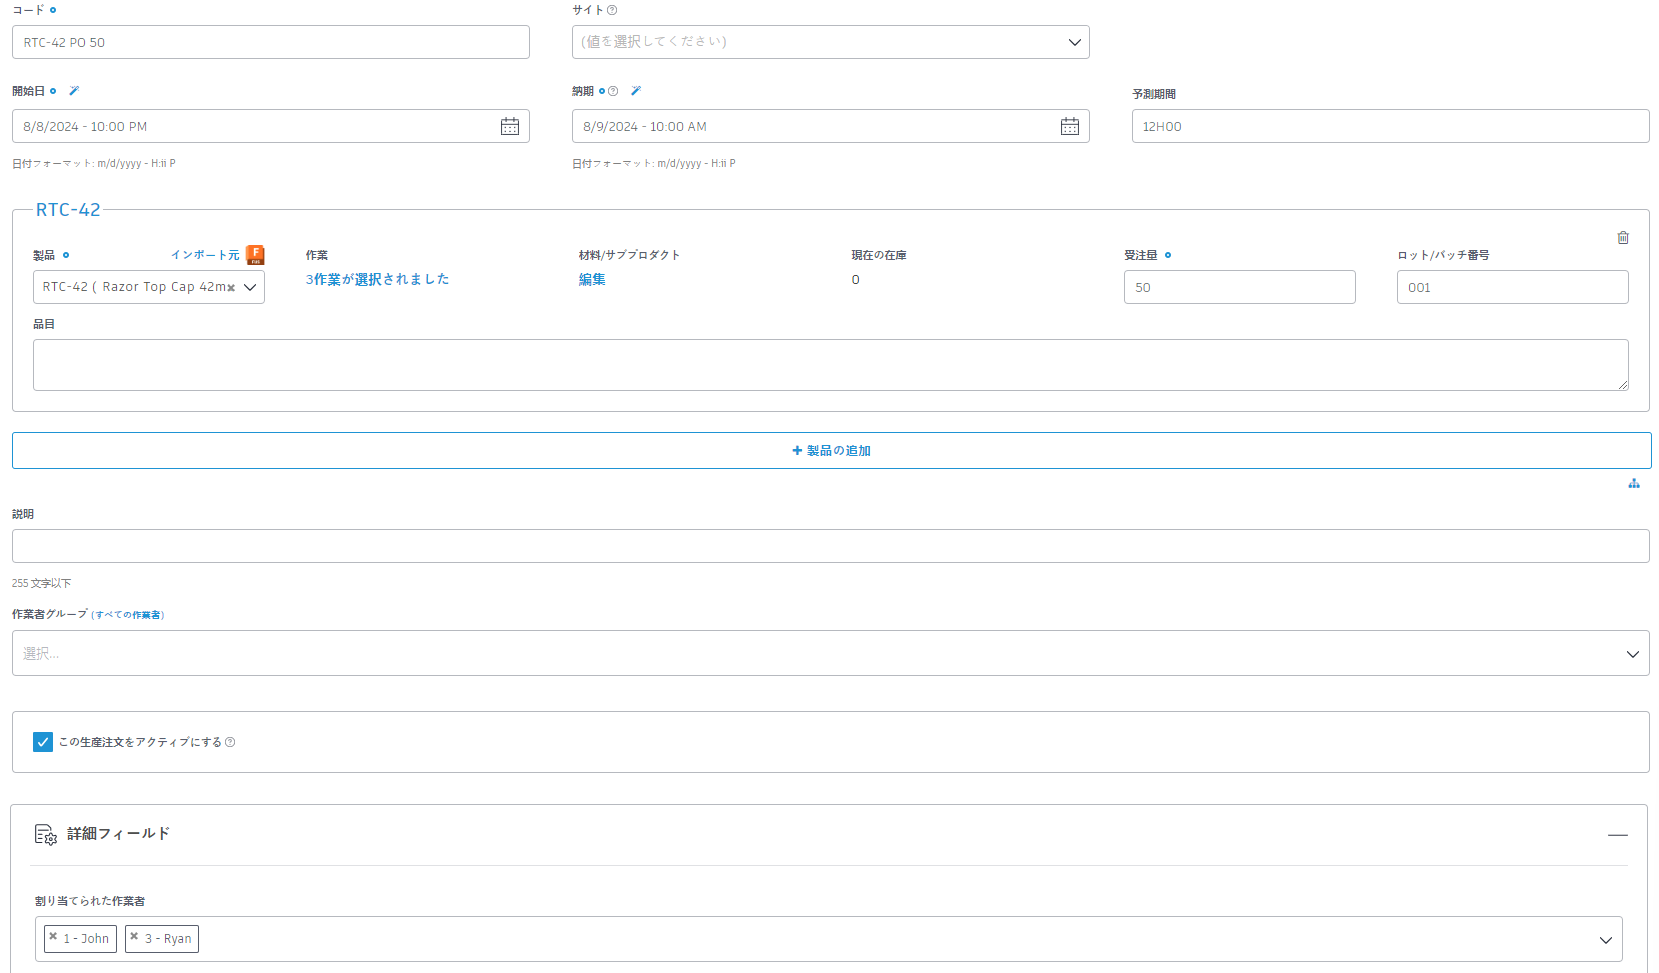 コード
サイト
RTC-42 PO 50
(値を選択してください)
開始日
納期
予測期間
8/8/2024 - 10:00 PM
8/9/2024 - 10:00 AM
12H00
日付フォーマット: m/d/yyyy - H:ii P
日付フォーマット: m/d/yyyy - H:ii P
RTC-42
製品
インポート元
作業
材料/サブプロダクト
現在の在庫
受注量
ロット/バッチ番号
RTC-42 ( Razor Top Cap 42m
3作業が選択されました
編集
0
50
001
品目
+ 製品の追加
説明
255 文字以下
作業者グループ (すべての作業者)
選択...
この生産注文をアクティブにする
詳細フィールド
割り当てられた作業者
× 1 - John
× 3 - Ryan